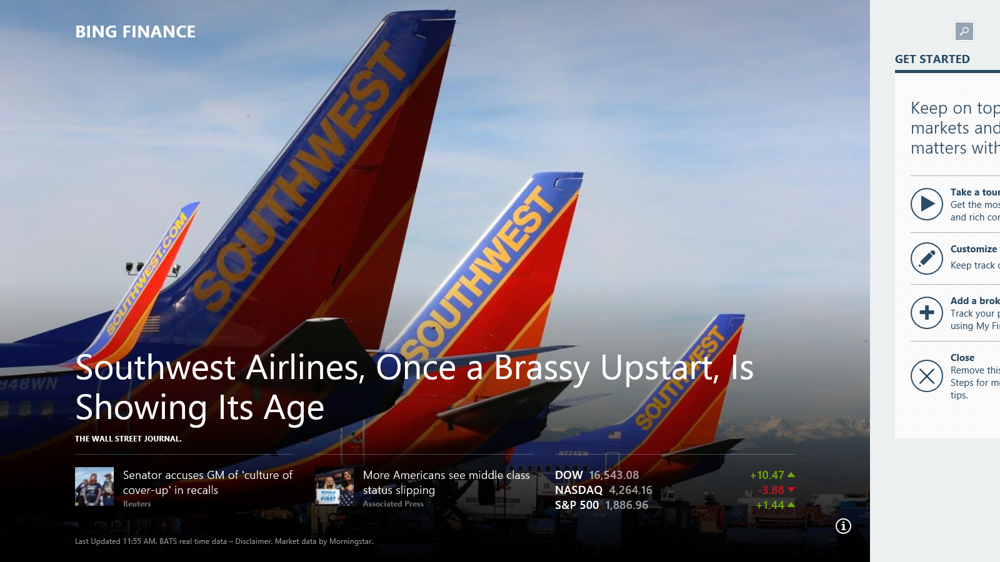 BING FINANCE
SOUTHWEST
SOUTHWEST
SOUTHWEST.COM
SOUTHWEST
948WN
N774SW
16
Southwest Airlines, Once a Brassy Upstart, Is
Showing Its Age
THE WALL STREET JOURNAL.
Senator accuses GM of 'culture of
cover-up' in recalls
Reuters
MIDDLE
FIRST
More Americans see middle class
status slipping
Associated Press
DOW 16,543.08 +10.47
NASDAQ 4,264.16 -3.88
S&P 500 1,886.96 +1.44
Last Updated 11:55 AM. BATS real time data – Disclaimer. Market data by Morningstar.
GET STARTED
Keep on top
markets and
matters with
Take a tour
Get the mos
and rich cor
Customize
Keep track
Add a brok
Track your p
using My Fi
Close
Remove this
Steps for mo
tips.